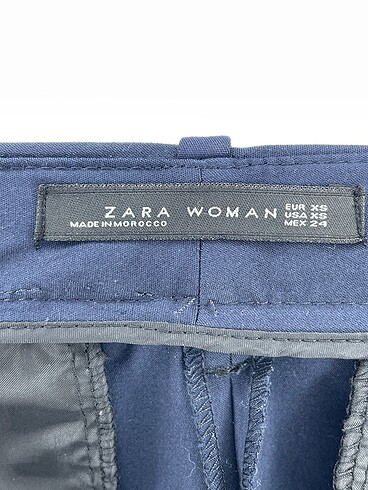 ZARA WOMAN
MADE IN MOROCCO
EUR XS
USA XS
MEX 24